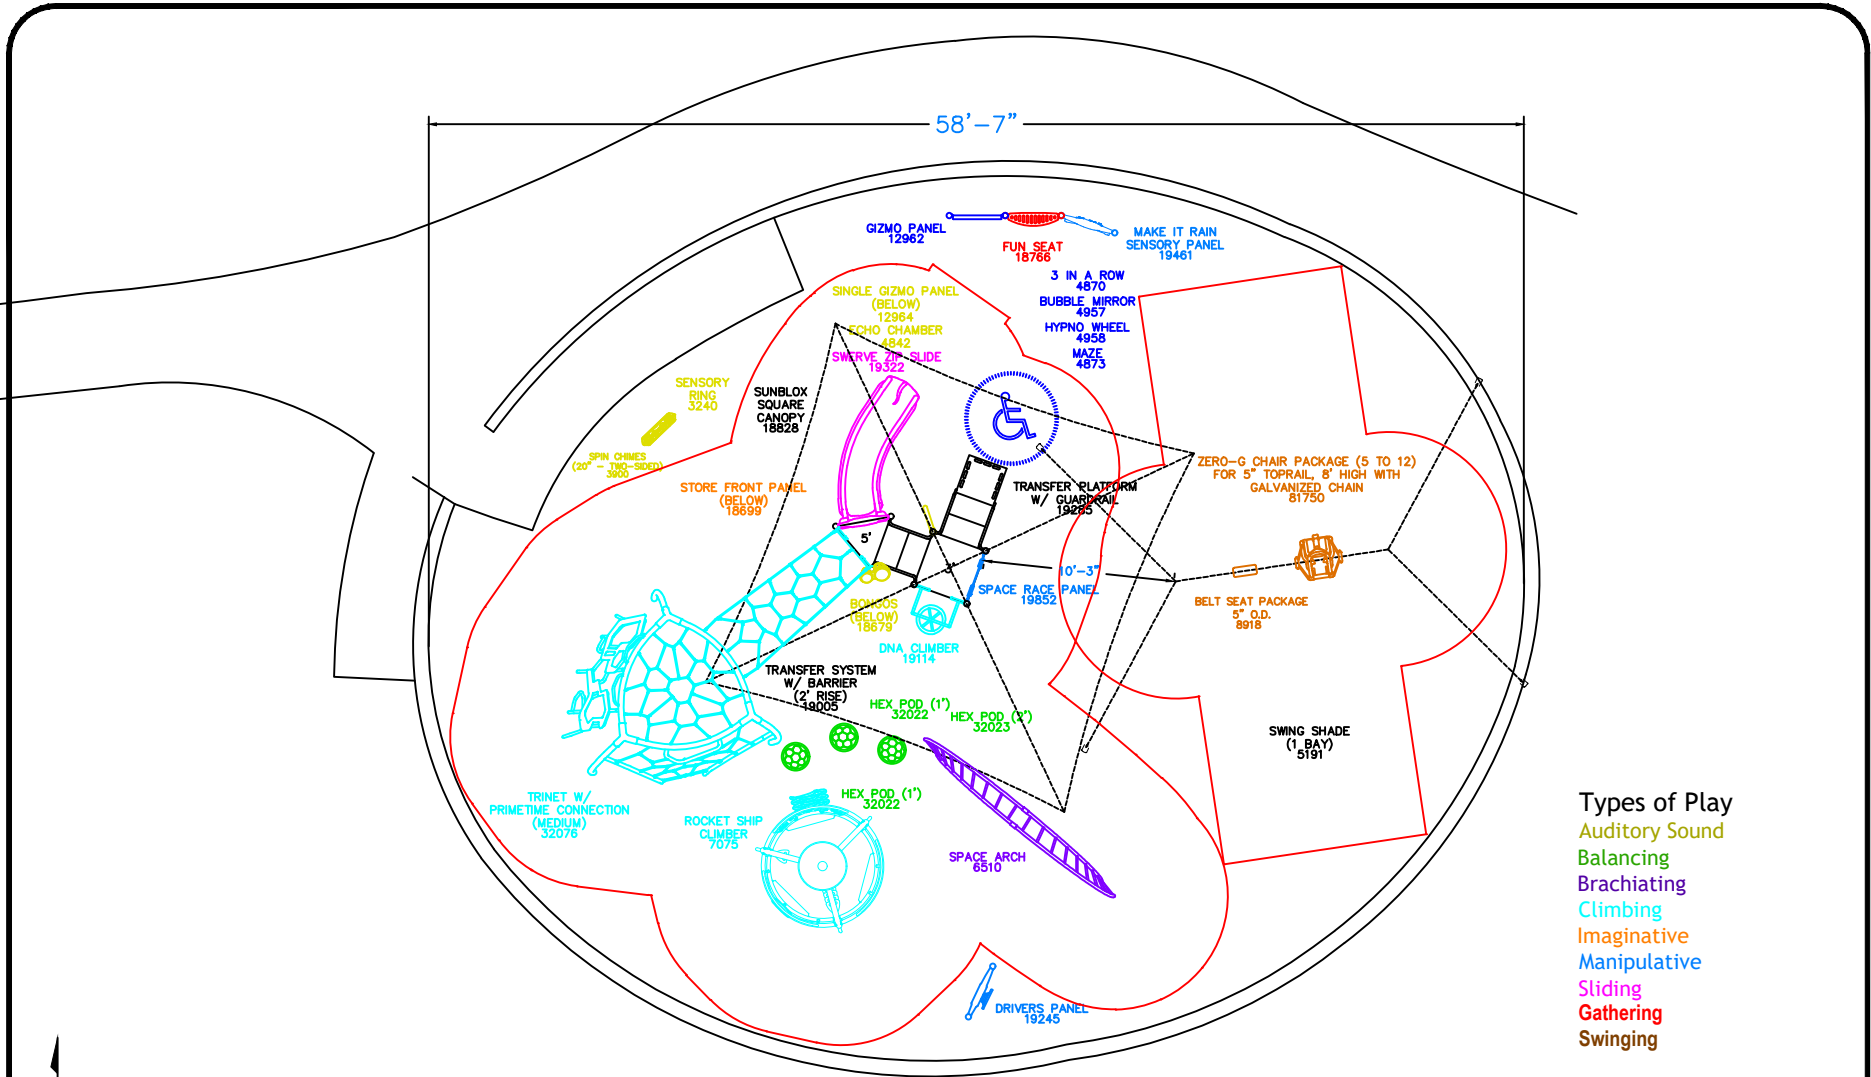 58'-7"
GIZMO PANEL
12962
FUN SEAT
18766
MAKE IT RAIN
SENSORY PANEL
19461
3 IN A ROW
4870
BUBBLE MIRROR
4957
HYPNO WHEEL
4958
MAZE
4873
SINGLE GIZMO PANEL
(BELOW)
12964
ECHO CHAMBER
4842
SWERVE ZIP SLIDE
19322
SENSORY
RING
3240
SUNBLOX
SQUARE
CANOPY
18828
SPIN CHIMES
(20" - TWO-SIDED)
3900
STORE FRONT PANEL
(BELOW)
18699
TRANSFER PLATFORM
W/ GUARDRAIL
19285
ZERO-G CHAIR PACKAGE (5 TO 12)
FOR 5" TOPRAIL, 8' HIGH WITH
GALVANIZED CHAIN
81750
5'
10'-3"
SPACE RACE PANEL
19852
BELT SEAT PACKAGE
5" O.D.
8918
BONGOS
(BELOW)
18679
DNA CLIMBER
19114
TRANSFER SYSTEM
W/ BARRIER
(2' RISE)
19005
HEX POD (1')
32022
HEX POD (2')
32023
SWING SHADE
(1 BAY)
5191
HEX POD (1')
32022
TRINET W/
PRIMETIME CONNECTION
(MEDIUM)
32076
ROCKET SHIP
CLIMBER
7075
SPACE ARCH
6510
DRIVERS PANEL
19245
Types of Play
Auditory Sound
Balancing
Brachiating
Climbing
Imaginative
Manipulative
Sliding
Gathering
Swinging